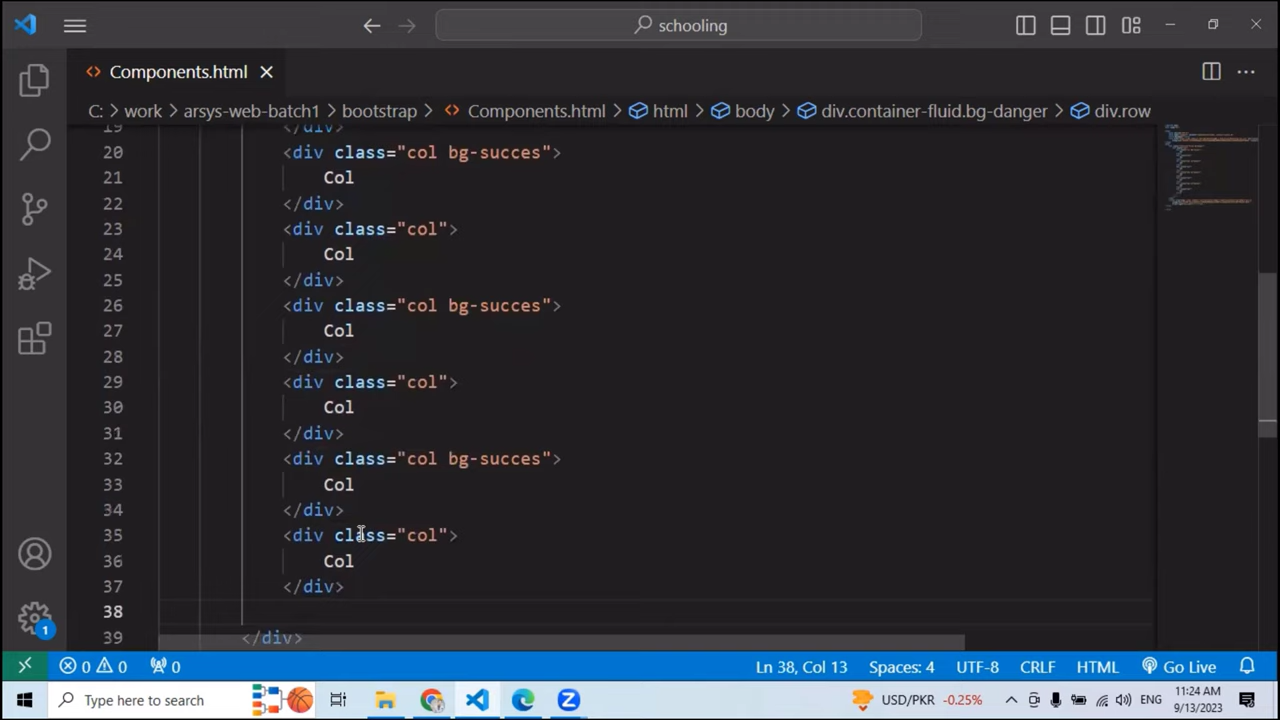 schooling
Components.html
C: > work > arsys-web-batch1 > bootstrap > Components.html > html > body > div.container-fluid.bg-danger > div.row
19 </div>
20 <div class="col bg-succes">
21 Col
22 </div>
23 <div class="col">
24 Col
25 </div>
26 <div class="col bg-succes">
27 Col
28 </div>
29 <div class="col">
30 Col
31 </div>
32 <div class="col bg-succes">
33 Col
34 </div>
35 <div class="col">
36 Col
37 </div>
38
39 </div>
1
0 0 0 Ln 38, Col 13 Spaces: 4 UTF-8 CRLF HTML Go Live
Type here to search USD/PKR -0.25% ENG 11:24 AM
9/13/2023